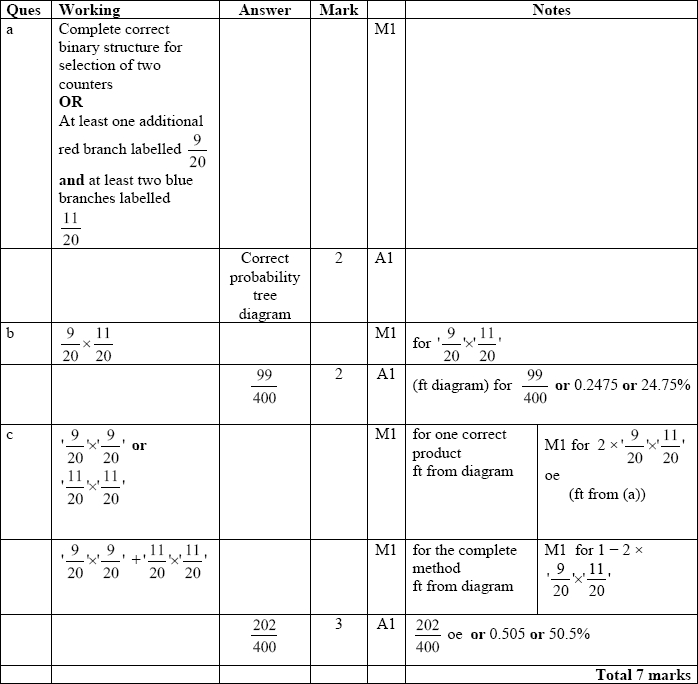 Ques Working Answer Mark Notes
a Complete correct M1
binary structure for
selection of two
counters
OR
At least one additional
red branch labelled 9/20
and at least two blue
branches labelled
11/20
Correct 2 A1
probability
tree
diagram
b 9/20 × 11/20 M1 for '9/20'×'11/20'
99/400 2 A1 (ft diagram) for 99/400 or 0.2475 or 24.75%
c '9/20'×'9/20' or M1 for one correct M1 for 2 ×'9/20'×'11/20'
'11/20'×'11/20' product oe
ft from diagram (ft from (a))
'9/20'×'9/20' +'11/20'×'11/20' M1 for the complete M1 for 1 − 2 ×
method '9/20'×'11/20'
ft from diagram
202/400 3 A1 202/400 oe or 0.505 or 50.5%
Total 7 marks